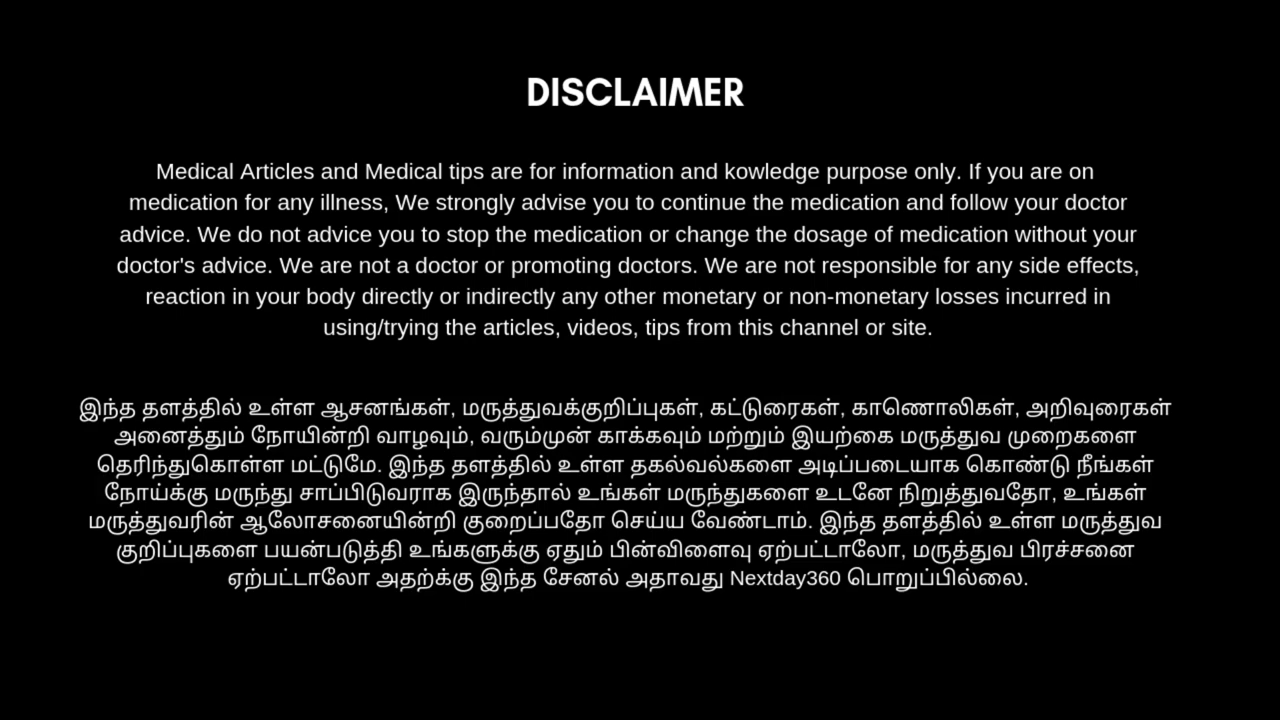 DISCLAIMER
Medical Articles and Medical tips are for information and kowledge purpose only. If you are on
medication for any illness, We strongly advise you to continue the medication and follow your doctor
advice. We do not advice you to stop the medication or change the dosage of medication without your
doctor's advice. We are not a doctor or promoting doctors. We are not responsible for any side effects,
reaction in your body directly or indirectly any other monetary or non-monetary losses incurred in
using/trying the articles, videos, tips from this channel or site.
இந்த தளத்தில் உள்ள ஆசனங்கள், மருத்துவக்குறிப்புகள், கட்டுரைகள், காணொலிகள், அறிவுரைகள்
அனைத்தும் நோயின்றி வாழவும், வரும்முன் காக்கவும் மற்றும் இயற்கை மருத்துவ முறைகளை
தெரிந்துகொள்ள மட்டுமே. இந்த தளத்தில் உள்ள தகல்வல்களை அடிப்படையாக கொண்டு நீங்கள்
நோய்க்கு மருந்து சாப்பிடுவராக இருந்தால் உங்கள் மருந்துகளை உடனே நிறுத்துவதோ, உங்கள்
மருத்துவரின் ஆலோசனையின்றி குறைப்பதோ செய்ய வேண்டாம். இந்த தளத்தில் உள்ள மருத்துவ
குறிப்புகளை பயன்படுத்தி உங்களுக்கு ஏதும் பின்விளைவு ஏற்பட்டாலோ, மருத்துவ பிரச்சனை
ஏற்பட்டாலோ அதற்க்கு இந்த சேனல் அதாவது Nextday360 பொறுப்பில்லை.